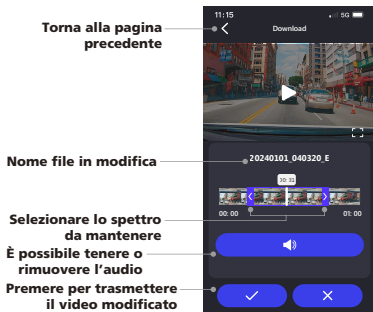 11:15
5G
Download
Torna alla pagina
precedente
Nome file in modifica
20240101_040320_E
30: 32
00: 00
01: 00
Selezionare lo spettro
da mantenere
È possibile tenere o
rimuovere l'audio
Premere per trasmettere
il video modificato